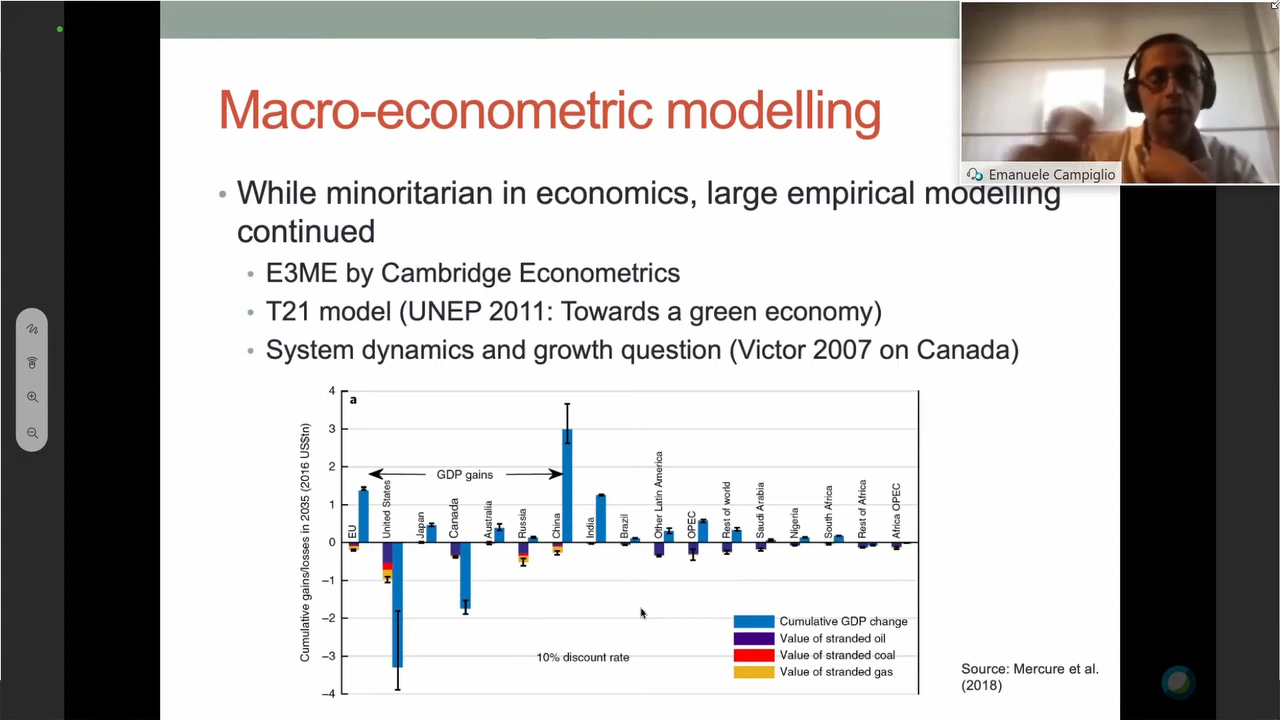 Macro-econometric modelling
Emanuele Campiglio
• While minoritarian in economics, large empirical modelling
continued
• E3ME by Cambridge Econometrics
• T21 model (UNEP 2011: Towards a green economy)
• System dynamics and growth question (Victor 2007 on Canada)
a
Cumulative gains/losses in 2035 (2016 US$tn)
4
3
2
1
0
−1
−2
−3
−4
GDP gains
EU
United States
Japan
Canada
Australia
Russia
China
India
Brazil
Other Latin America
OPEC
Rest of world
Saudi Arabia
Nigeria
South Africa
Rest of Africa
Africa OPEC
10% discount rate
Cumulative GDP change
Value of stranded oil
Value of stranded coal
Value of stranded gas
Source: Mercure et al.
(2018)